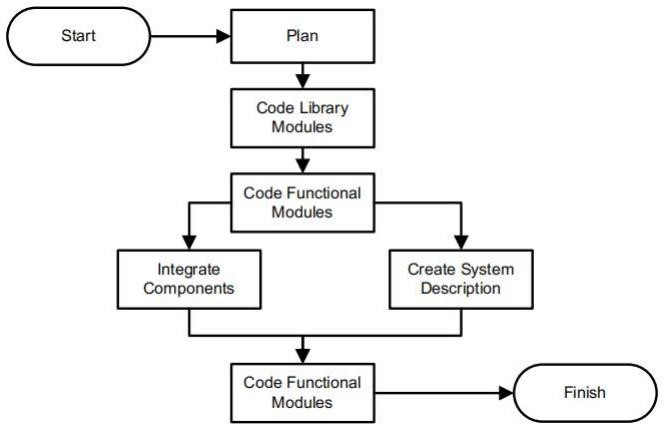 Start
Plan
Code Library
Modules
Code Functional
Modules
Integrate
Components
Create System
Description
Code Functional
Modules
Finish